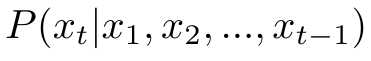 P(x_t|x_1, x_2, ..., x_{t-1})